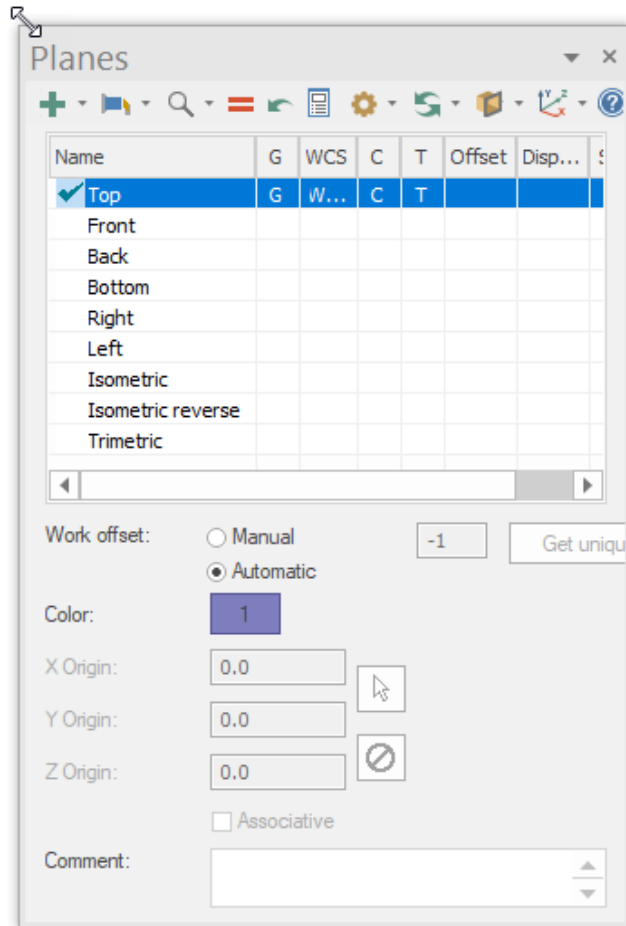 Planes
Name G WCS C T Offset Disp... S
Top G W... C T
Front
Back
Bottom
Right
Left
Isometric
Isometric reverse
Trimetric
Work offset: Manual -1 Get uniqu
Automatic
Color: 1
X Origin: 0.0
Y Origin: 0.0
Z Origin: 0.0
Associative
Comment: